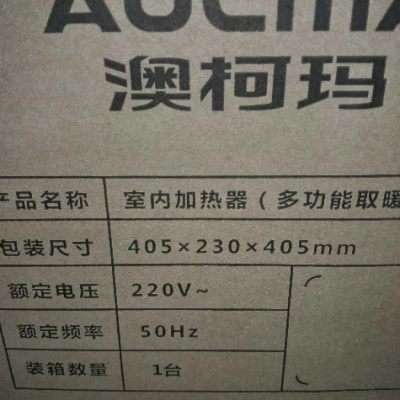 AUCMA
澳柯玛
产品名称 室内加热器（多功能取暖
包装尺寸 405×230×405mm
额定电压 220V~
额定频率 50Hz
装箱数量 1台